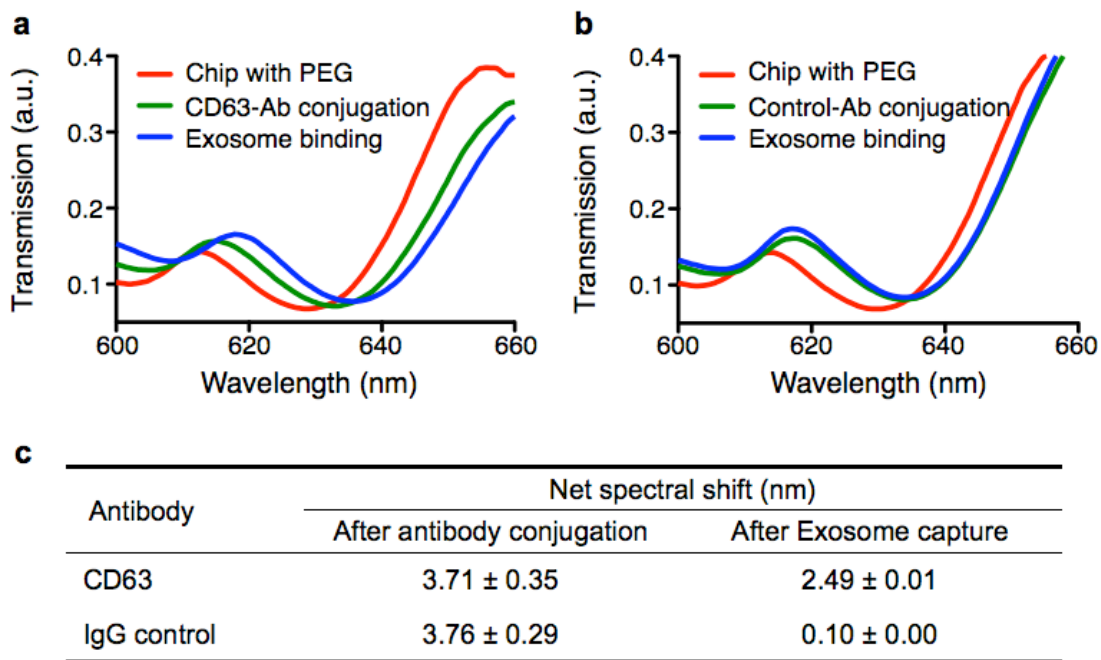 a
0.4
0.3
0.2
0.1
Transmission (a.u.)
Chip with PEG
CD63-Ab conjugation
Exosome binding
600 620 640 660
Wavelength (nm)
b
0.4
0.3
0.2
0.1
Transmission (a.u.)
Chip with PEG
Control-Ab conjugation
Exosome binding
600 620 640 660
Wavelength (nm)
c
Antibody
Net spectral shift (nm)
After antibody conjugation After Exosome capture
CD63 3.71 ± 0.35 2.49 ± 0.01
IgG control 3.76 ± 0.29 0.10 ± 0.00